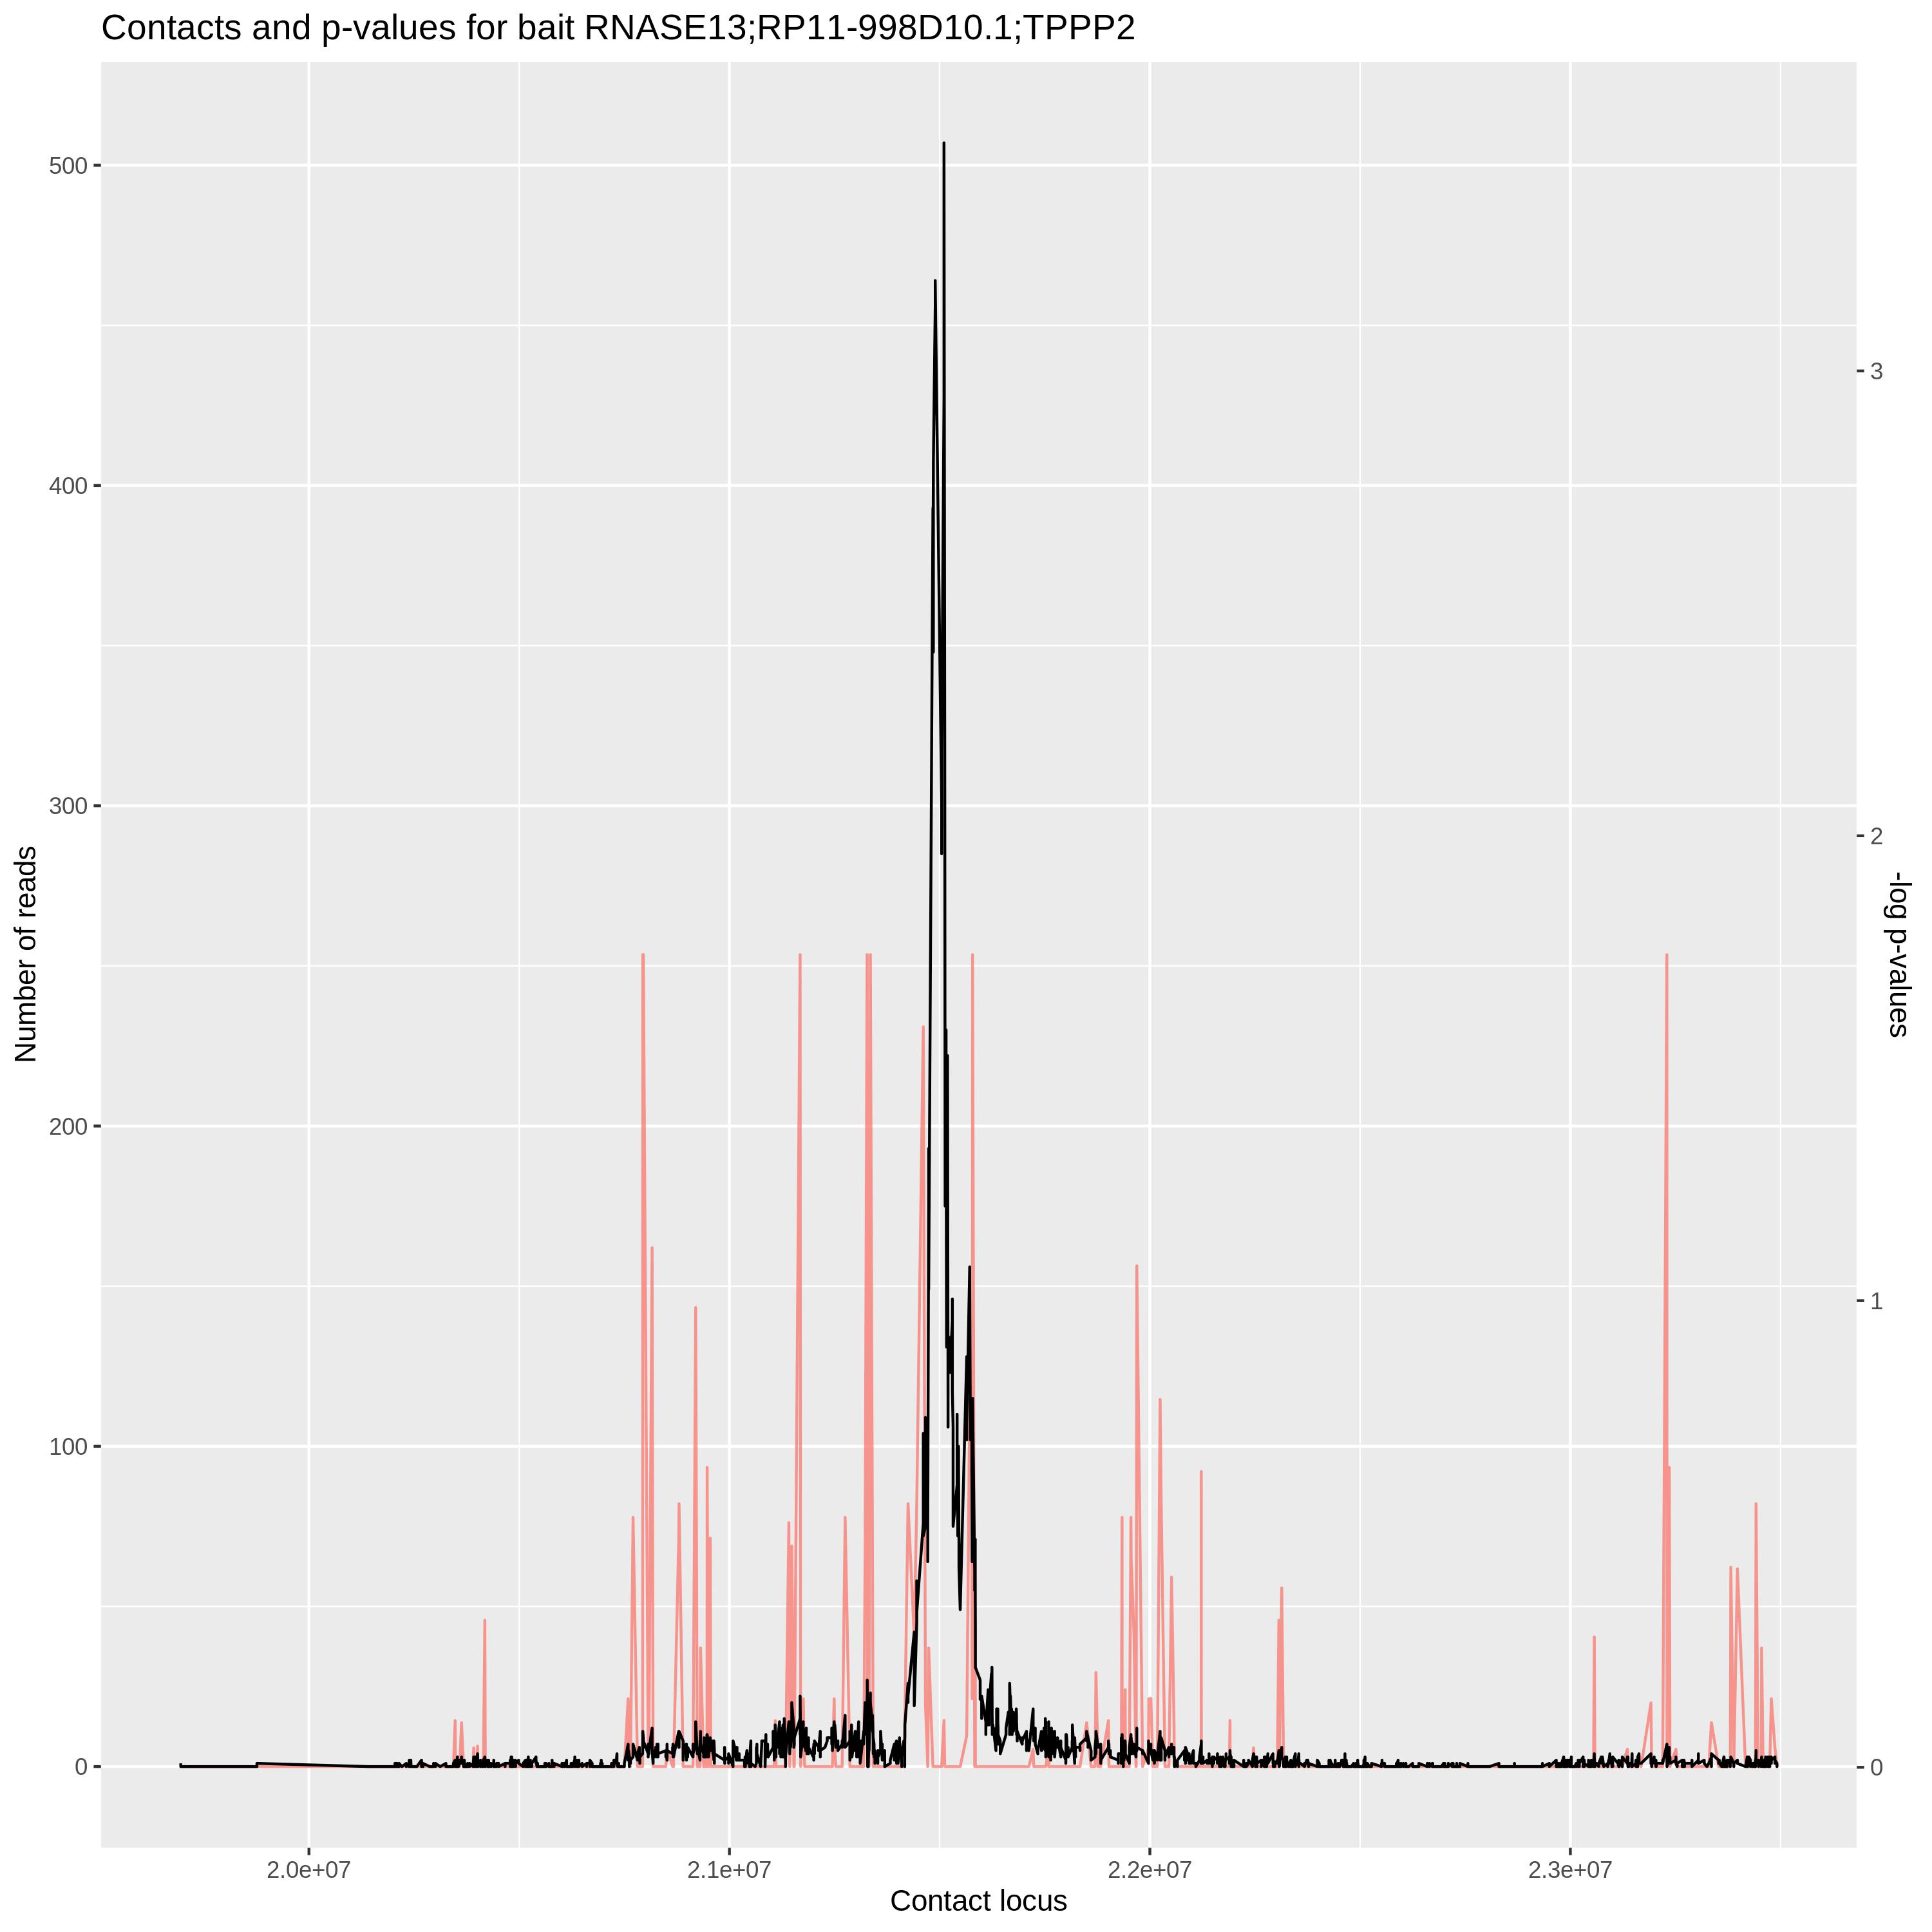 Contacts and p-values for bait RNASE13;RP11-998D10.1;TPPP2
500
400
300
200
100
0
Number of reads
3
2
1
0
-log p-values
2.0e+07
2.1e+07
2.2e+07
2.3e+07
Contact locus